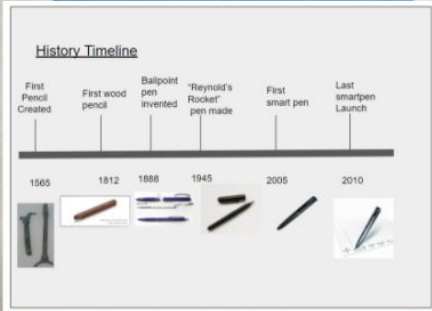 History Timeline
First
Pencil
Created
First wood
pencil
Ballpoint
pen
invented
“Reynold’s
Rocket”
pen made
First
smart pen
Last
smartpen
Launch
1565
1812
1888
1945
2005
2010